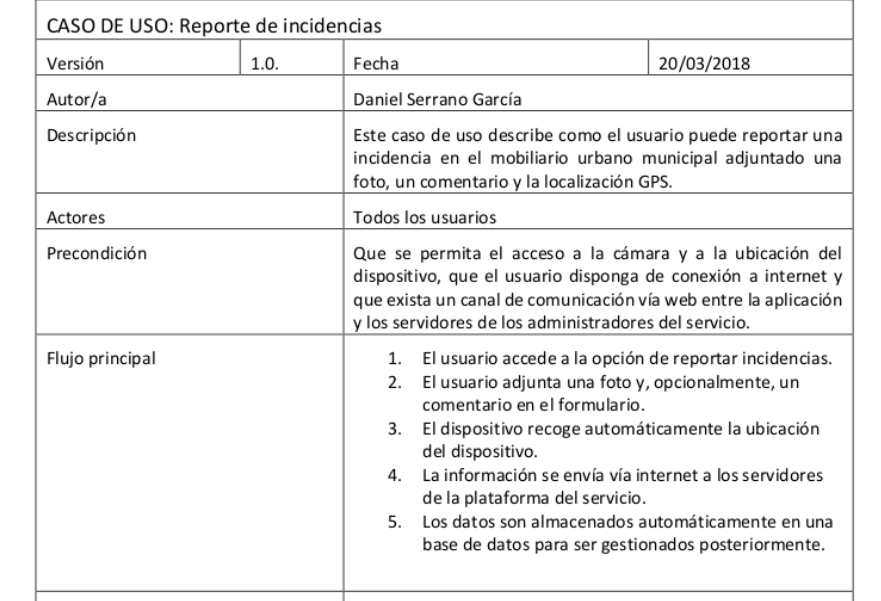 CASO DE USO: Reporte de incidencias
Versión 1.0. Fecha 20/03/2018
Autor/a Daniel Serrano García
Descripción Este caso de uso describe como el usuario puede reportar una
incidencia en el mobiliario urbano municipal adjuntado una
foto, un comentario y la localización GPS.
Actores Todos los usuarios
Precondición Que se permita el acceso a la cámara y a la ubicación del
dispositivo, que el usuario disponga de conexión a internet y
que exista un canal de comunicación vía web entre la aplicación
y los servidores de los administradores del servicio.
Flujo principal 1. El usuario accede a la opción de reportar incidencias.
2. El usuario adjunta una foto y, opcionalmente, un
comentario en el formulario.
3. El dispositivo recoge automáticamente la ubicación
del dispositivo.
4. La información se envía vía internet a los servidores
de la plataforma del servicio.
5. Los datos son almacenados automáticamente en una
base de datos para ser gestionados posteriormente.